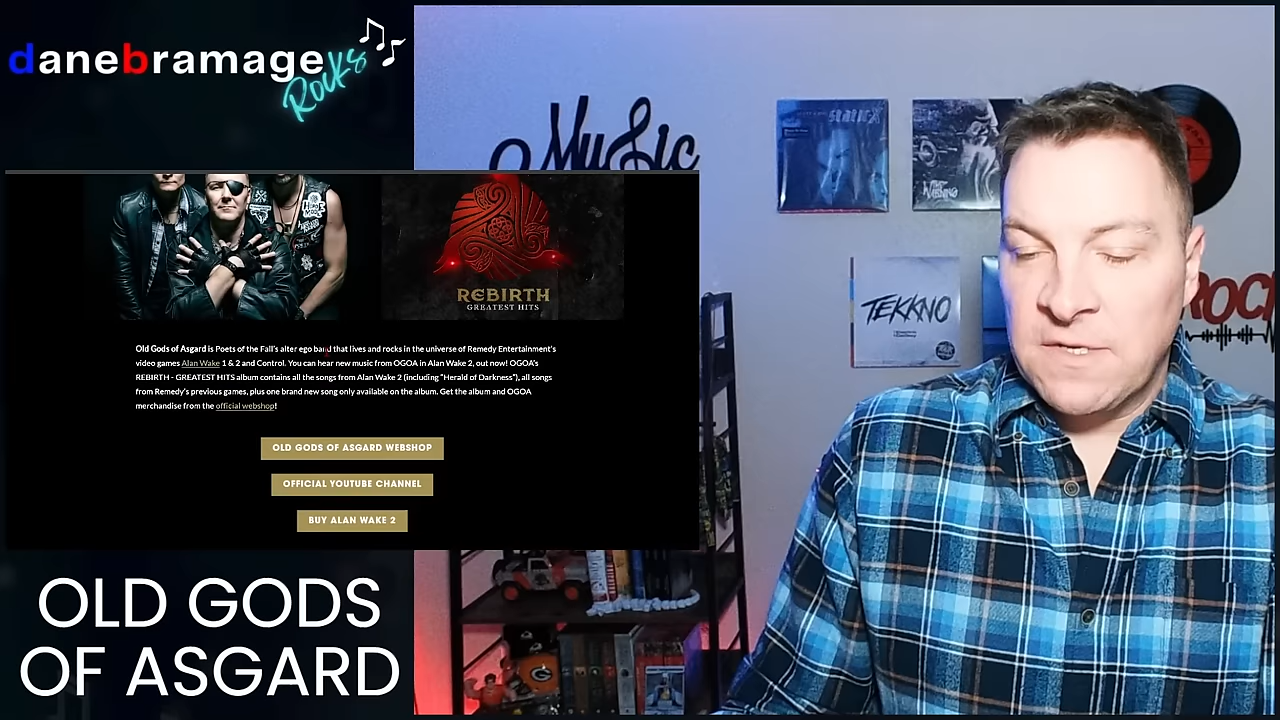 danebramage
Rocks
Music
static-x
THE WARNING
TEKKNO
ROCK
REBIRTH
GREATEST HITS
Old Gods of Asgard is Poets of the Fall's alter ego band that lives and rocks in the universe of Remedy Entertainment's
video games Alan Wake 1 & 2 and Control. You can hear new music from OGOA in Alan Wake 2, out now! OGOA's
REBIRTH - GREATEST HITS album contains all the songs from Alan Wake 2 (including "Herald of Darkness"), all songs
from Remedy's previous games, plus one brand new song only available on the album. Get the album and OGOA
merchandise from the official webshop!
OLD GODS OF ASGARD WEBSHOP
OFFICIAL YOUTUBE CHANNEL
BUY ALAN WAKE 2
OLD GODS
OF ASGARD